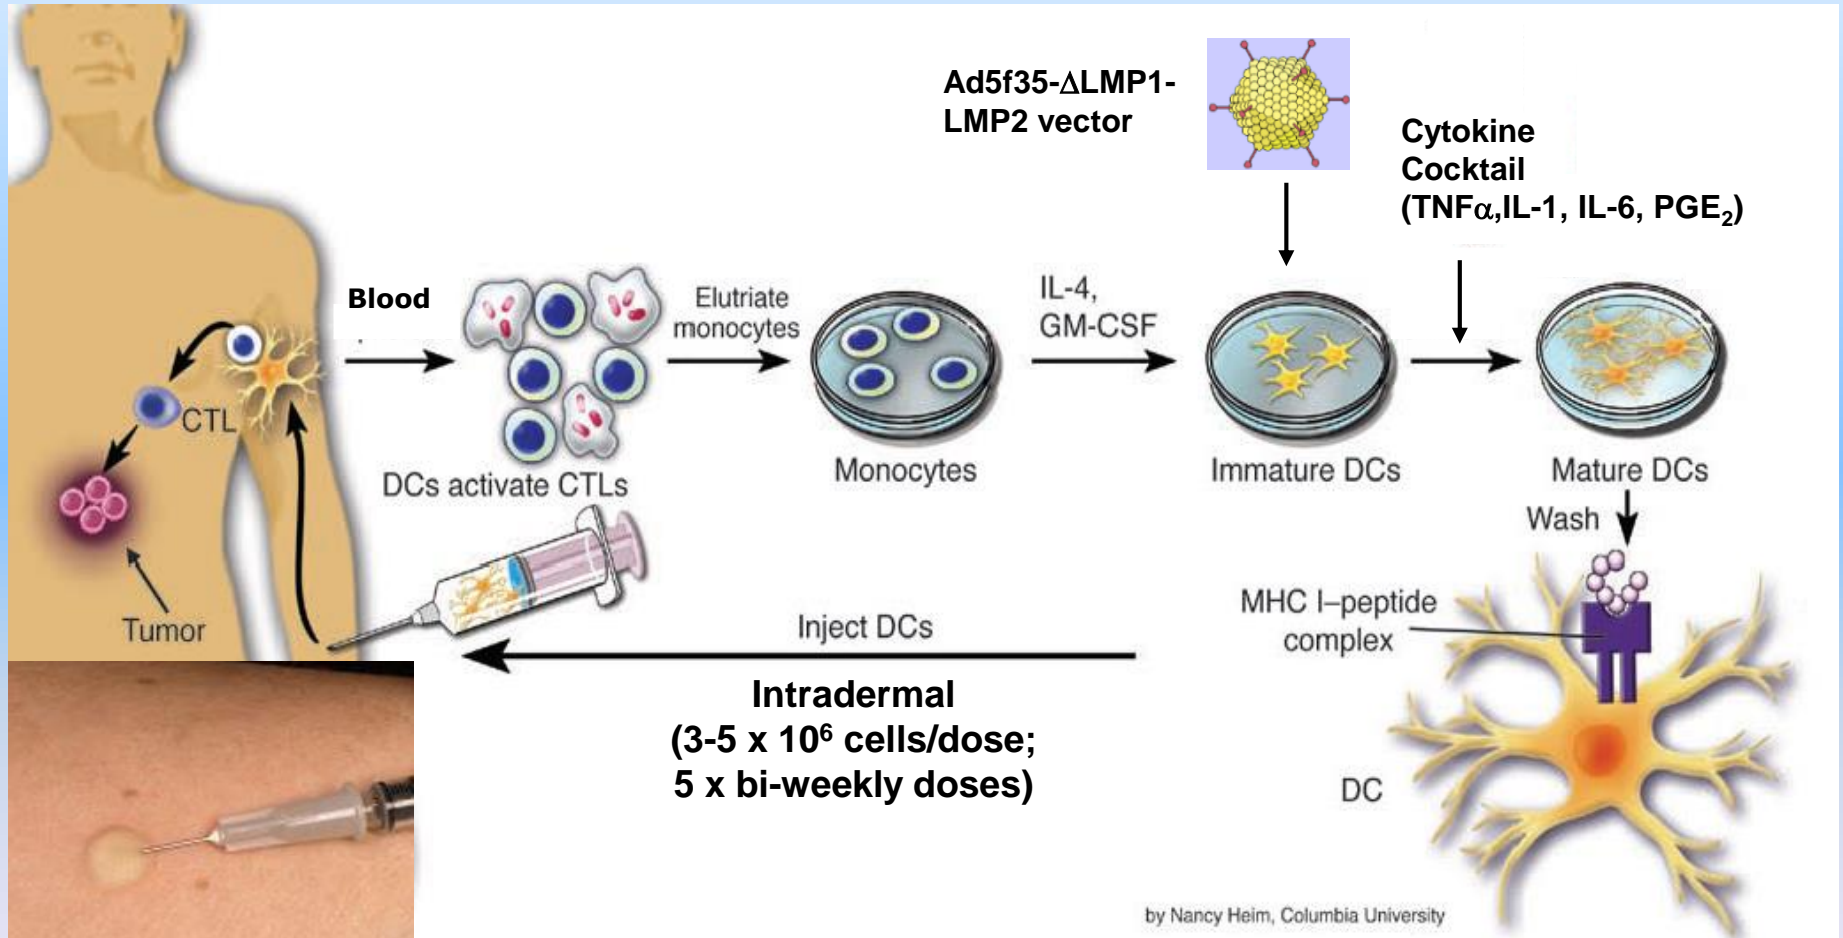 Ad5f35-ΔLMP1-
LMP2 vector
Cytokine
Cocktail
(TNFα,IL-1, IL-6, PGE₂)
Blood
Elutriate
monocytes
IL-4,
GM-CSF
CTL
Tumor
DCs activate CTLs
Monocytes
Immature DCs
Mature DCs
Wash
MHC I–peptide
complex
DC
Inject DCs
Intradermal
(3-5 x 10⁶ cells/dose;
5 x bi-weekly doses)
by Nancy Heim, Columbia University